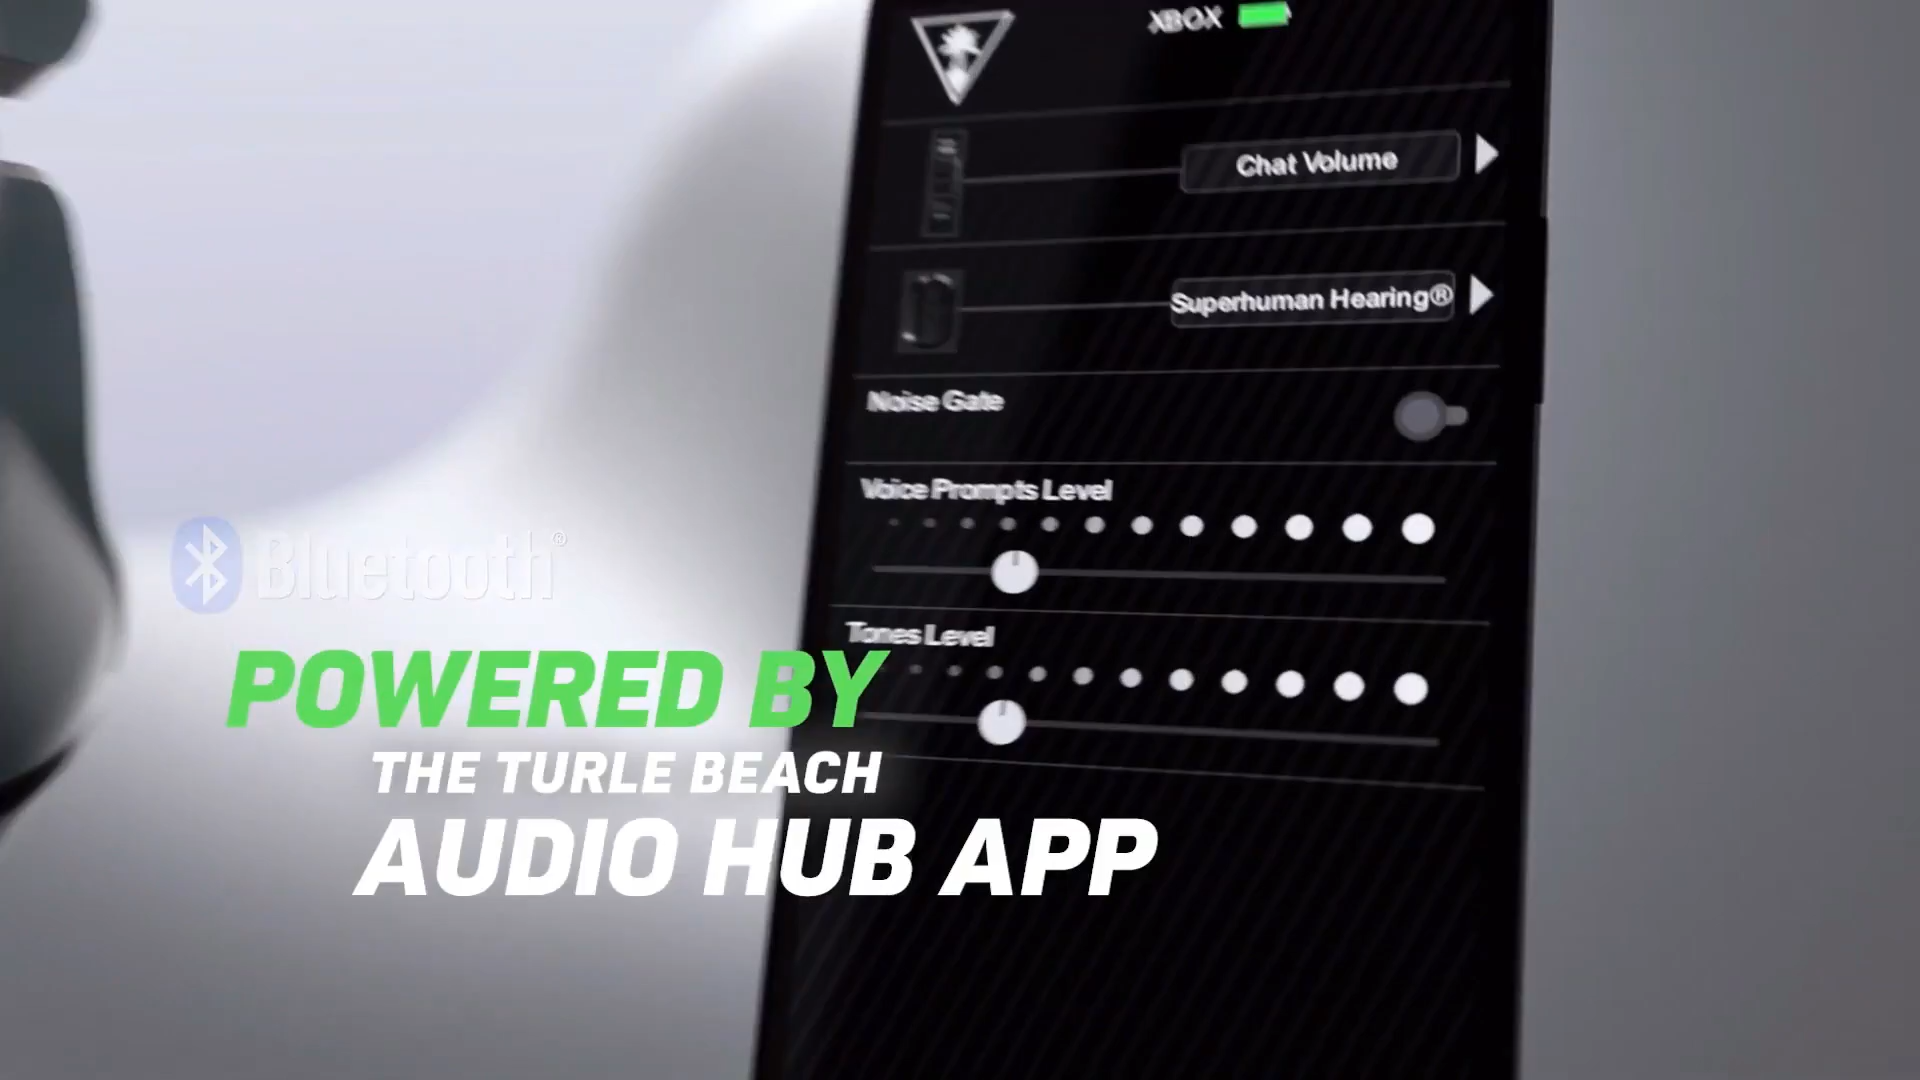 XBOX
Chat Volume
Superhuman Hearing®
Noise Gate
Voice Prompts Level
Bluetooth®
Tones Level
POWERED BY
THE TURLE BEACH
AUDIO HUB APP